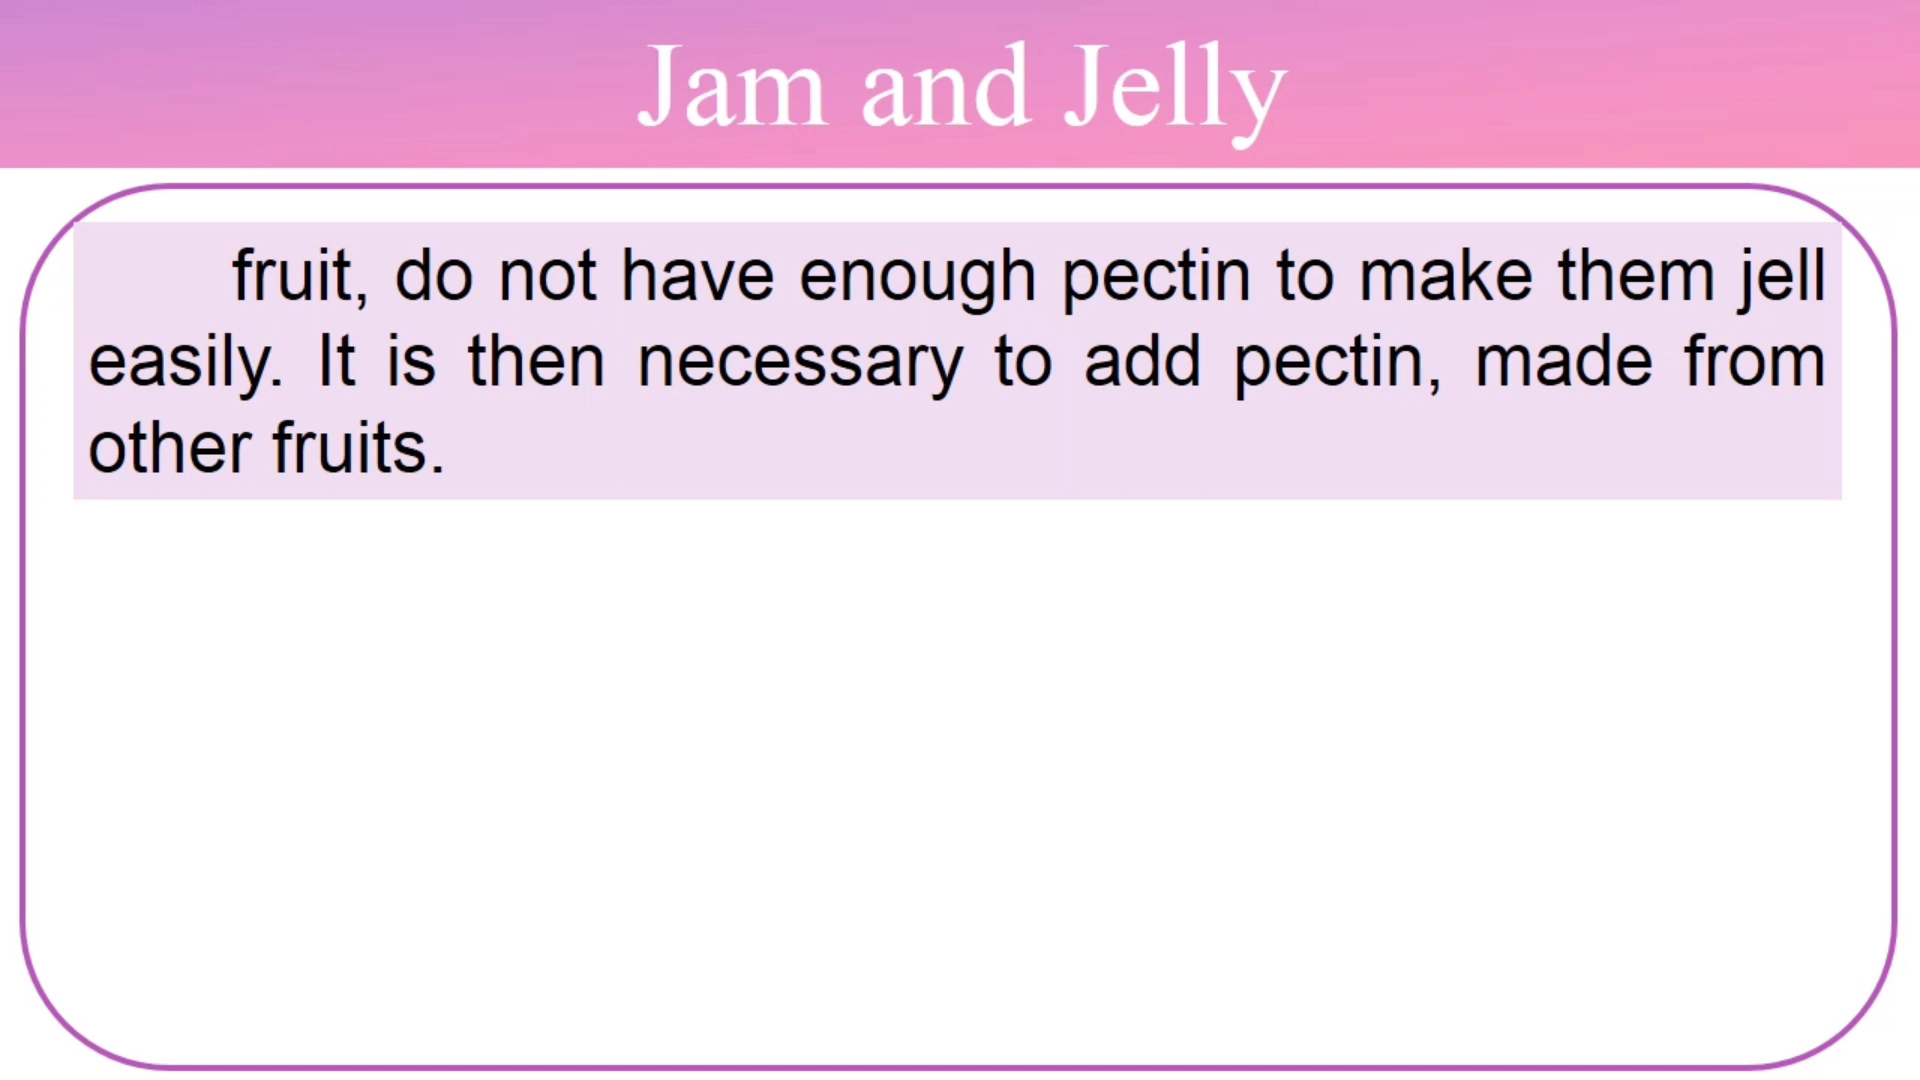 Jam and Jelly
fruit, do not have enough pectin to make them jell
easily. It is then necessary to add pectin, made from
other fruits.